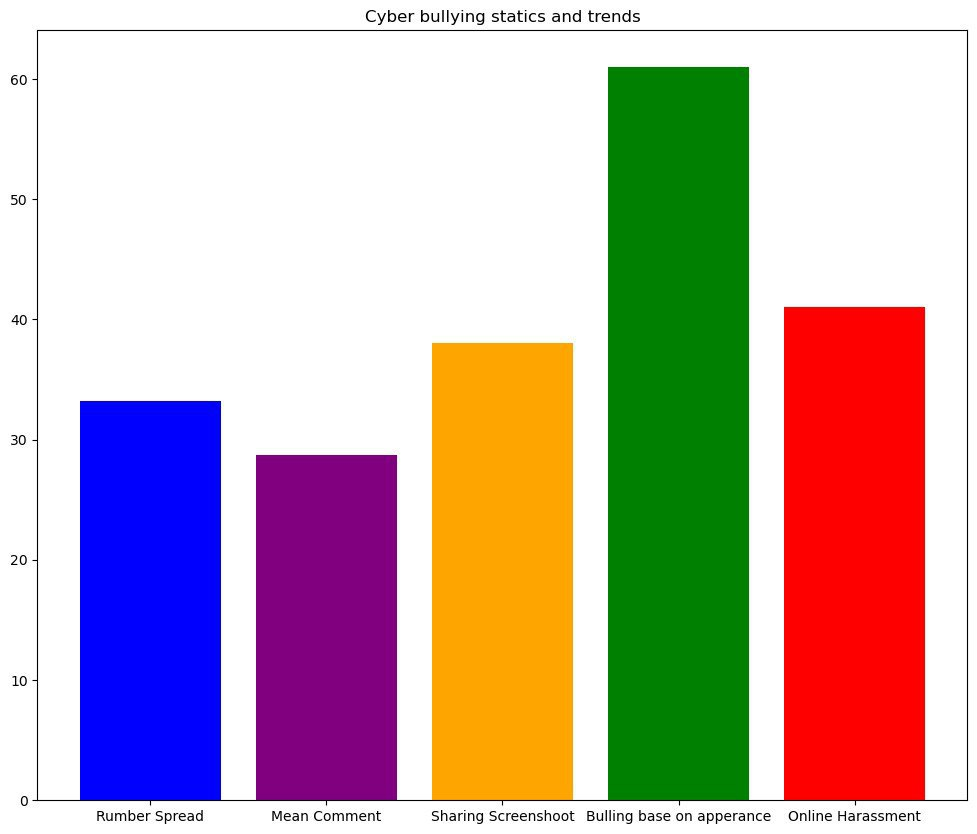 Cyber bullying statics and trends
60
50
40
30
20
10
0
Rumber Spread
Mean Comment
Sharing Screenshoot
Bulling base on apperance
Online Harassment